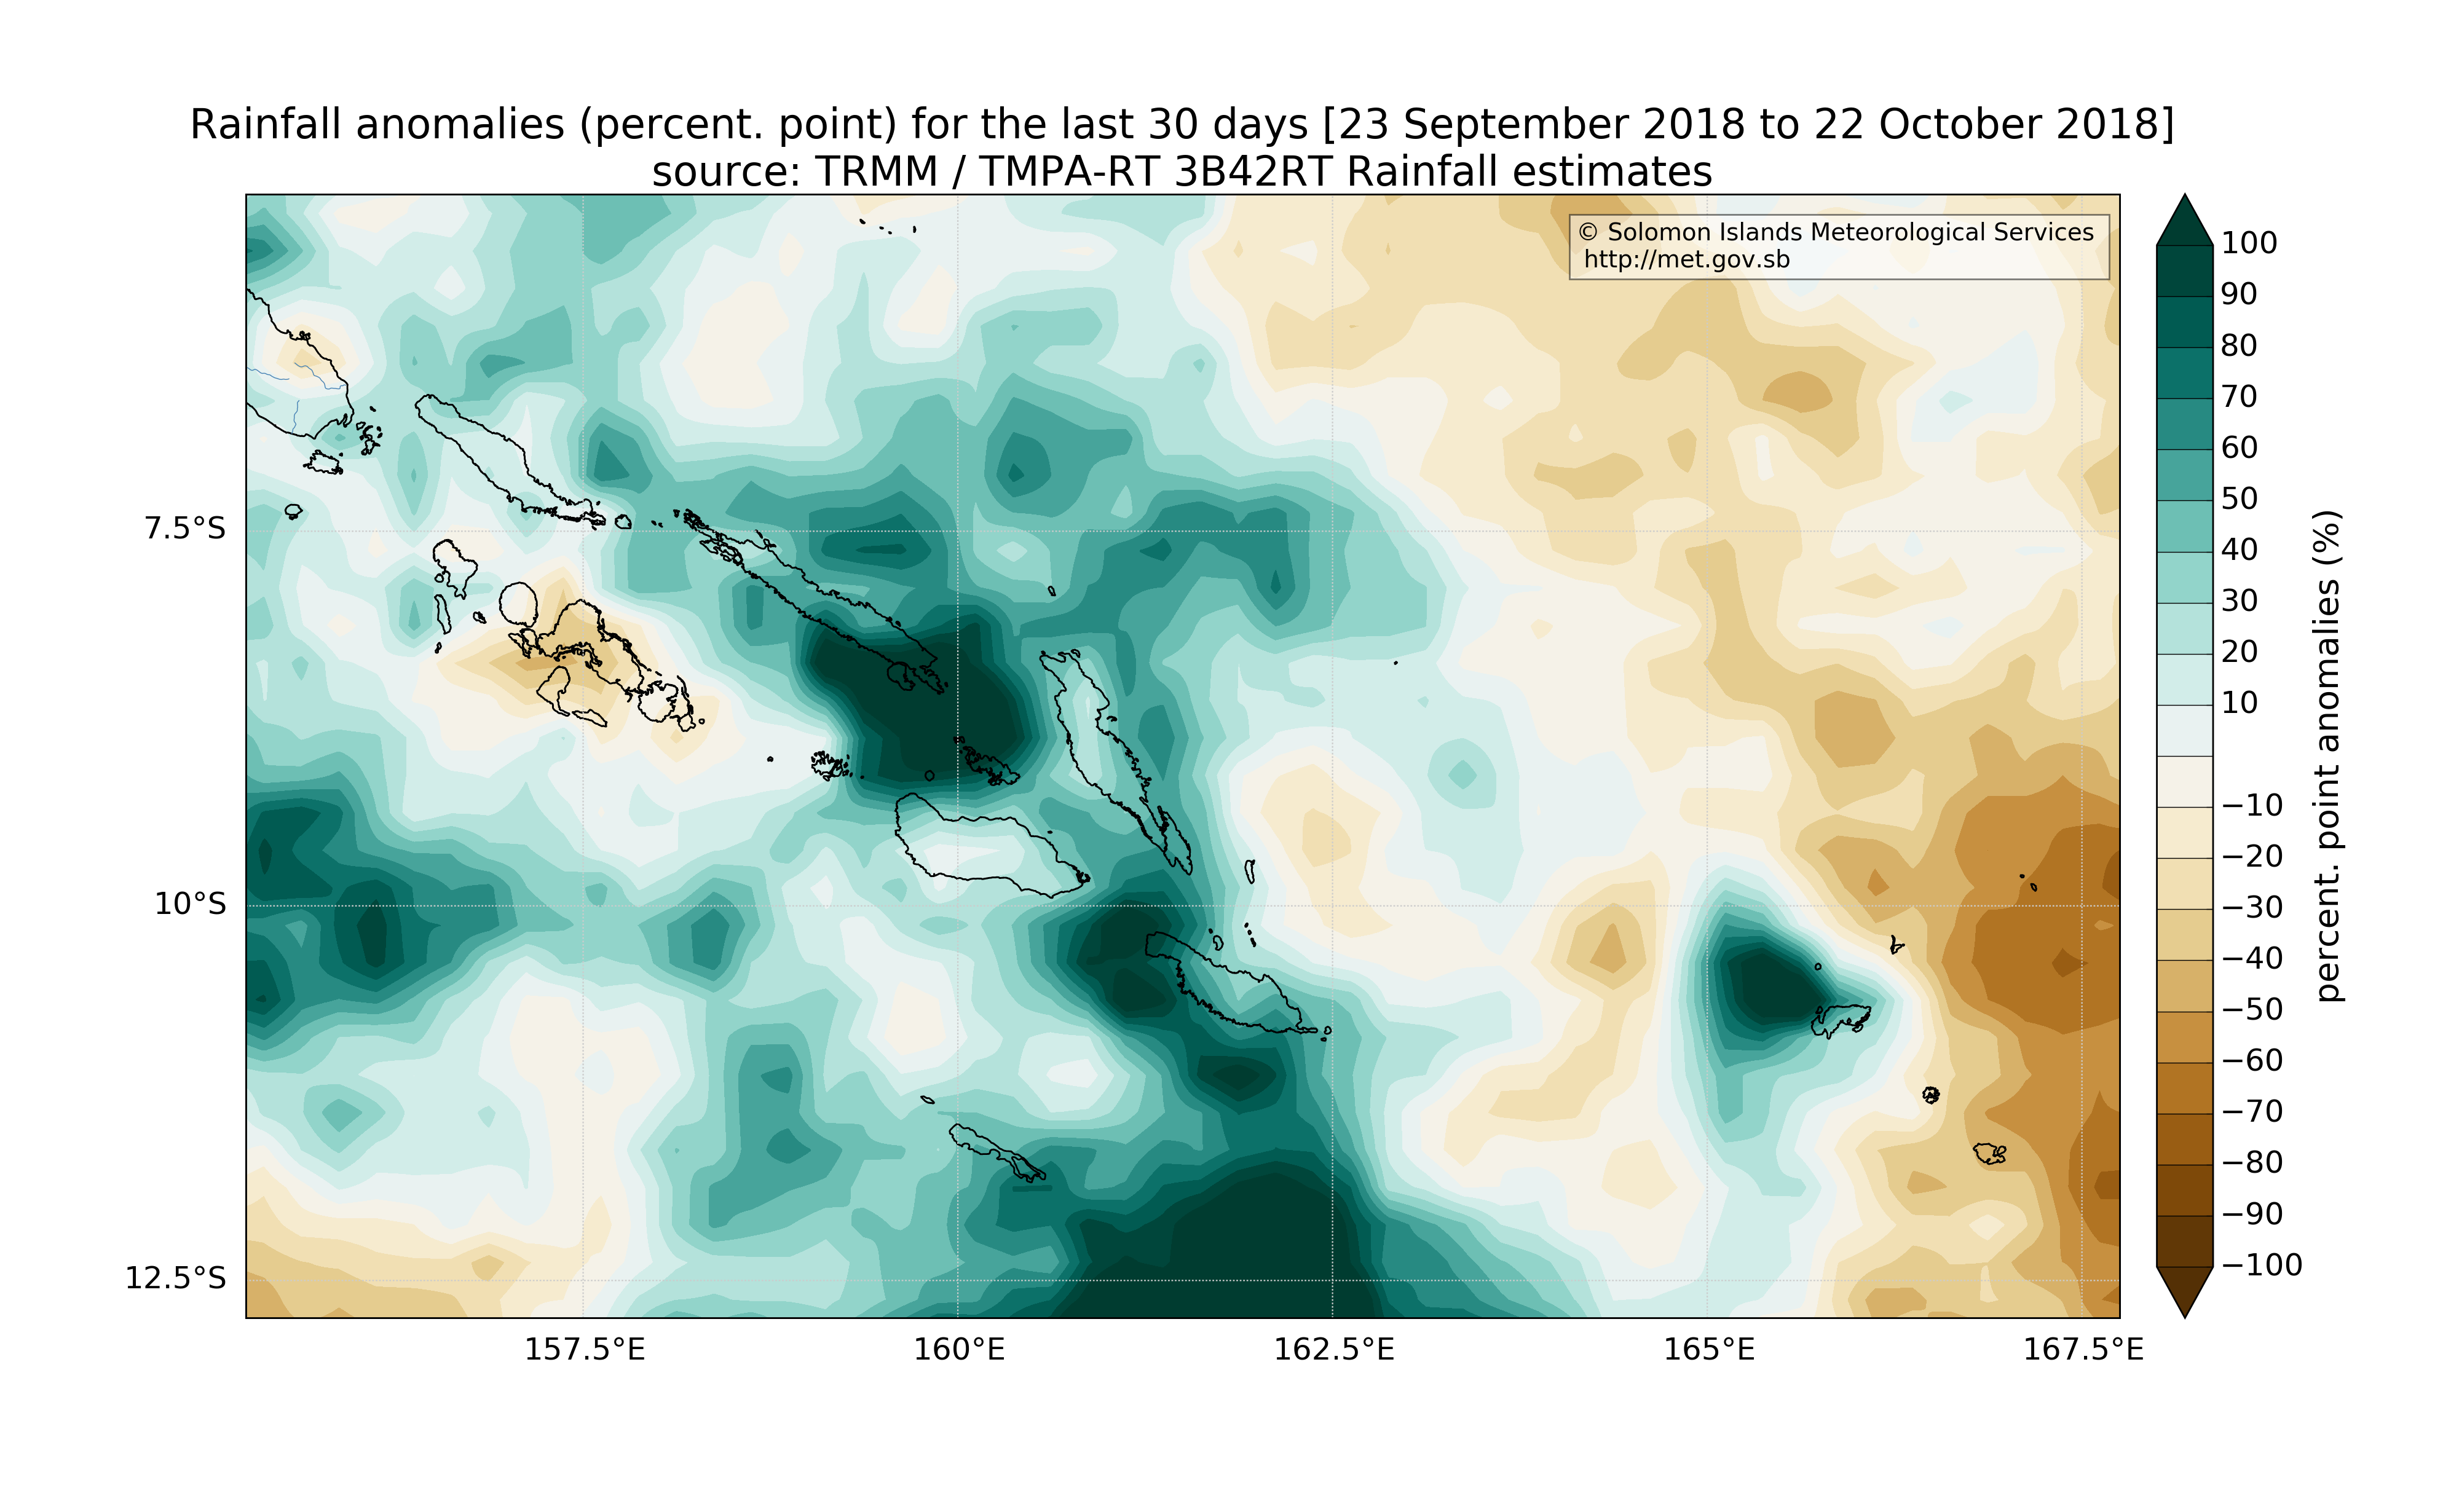 Rainfall anomalies (percent. point) for the last 30 days [23 September 2018 to 22 October 2018]
source: TRMM / TMPA-RT 3B42RT Rainfall estimates
© Solomon Islands Meteorological Services
http://met.gov.sb
7.5°S
10°S
12.5°S
157.5°E
160°E
162.5°E
165°E
167.5°E
100
90
80
70
60
50
40
30
20
10
−10
−20
−30
−40
−50
−60
−70
−80
−90
−100
percent. point anomalies (%)